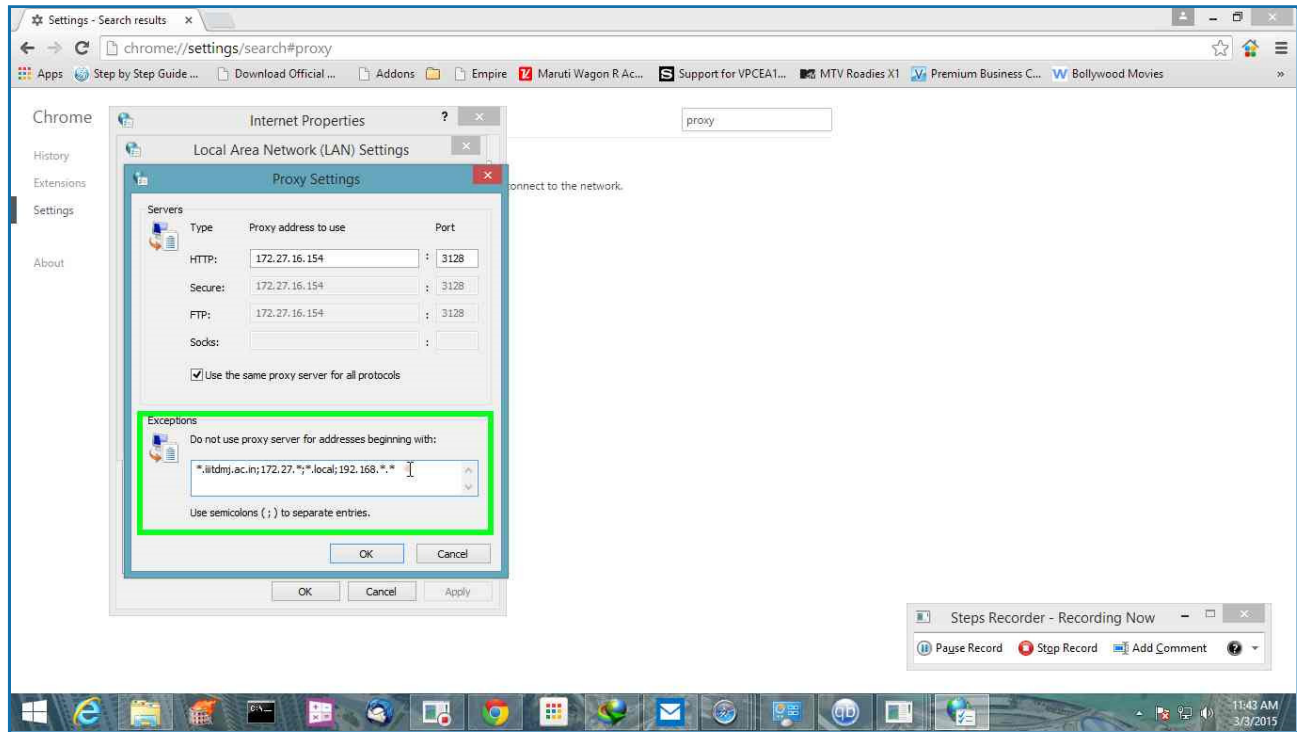 Settings - Search results
chrome://settings/search#proxy
Apps Step by Step Guide ... Download Official ... Addons Empire Maruti Wagon R Ac... Support for VPCEA1... MTV Roadies X1 Premium Business C... Bollywood Movies »
Chrome
History
Extensions
Settings
About
proxy
connect to the network.
Internet Properties ?
Local Area Network (LAN) Settings
Proxy Settings
Servers
Type Proxy address to use Port
HTTP: 172.27.16.154 : 3128
Secure: 172.27.16.154 : 3128
FTP: 172.27.16.154 : 3128
Socks: :
Use the same proxy server for all protocols
Exceptions
Do not use proxy server for addresses beginning with:
*.iiitdmj.ac.in;172.27.*;*.local;192.168.*.*
Use semicolons ( ; ) to separate entries.
OK Cancel
OK Cancel Apply
Steps Recorder - Recording Now
Pause Record Stop Record Add Comment
11:43 AM
3/3/2015